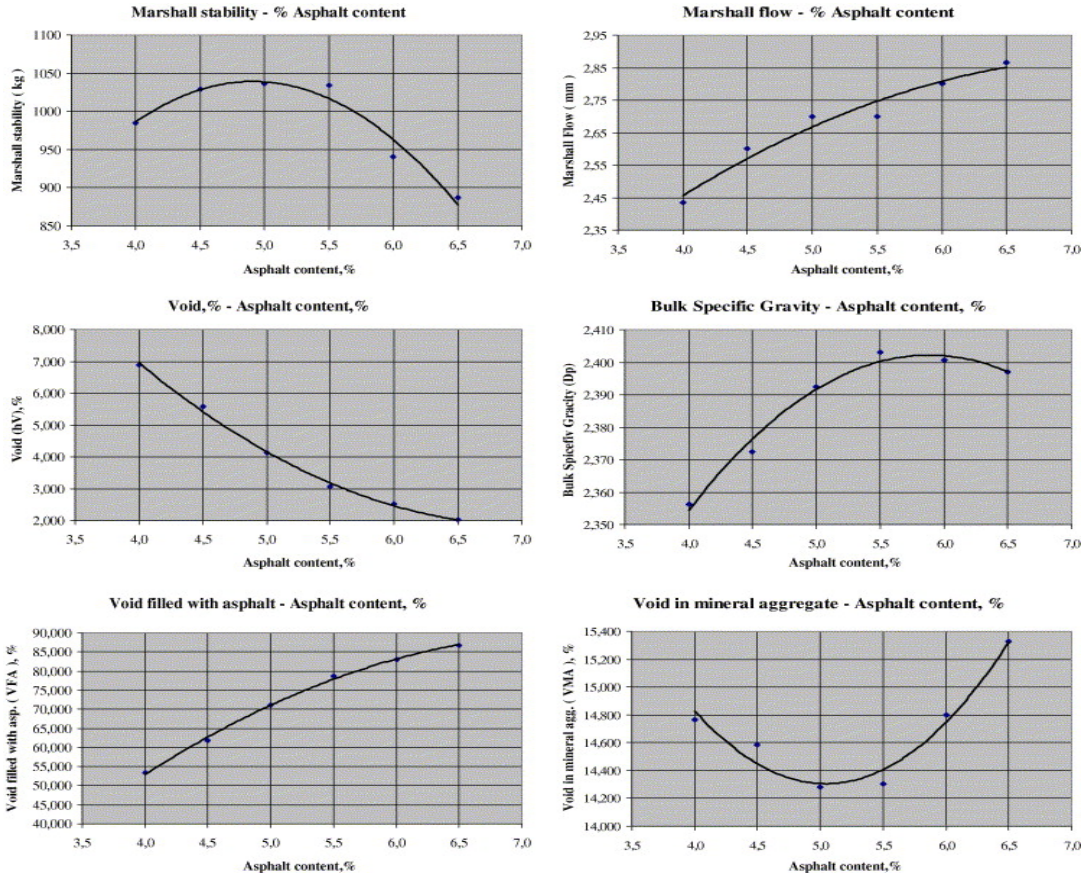 Marshall stability - % Asphalt content
1100
1050
1000
950
900
850
3,5 4,0 4,5 5,0 5,5 6,0 6,5 7,0
Marshall stability ( kg)
Asphalt content,%
Marshall flow - % Asphalt content
2,95
2,85
2,75
2,65
2,55
2,45
2,35
3,5 4,0 4,5 5,0 5,5 6,0 6,5 7,0
Marshall Flow ( mm)
Asphalt content,%
Void,% - Asphalt content,%
8,000
7,000
6,000
5,000
4,000
3,000
2,000
3,5 4,0 4,5 5,0 5,5 6,0 6,5 7,0
Void (hV),%
Asphalt content,%
Bulk Specific Gravity - Asphalt content, %
2,410
2,400
2,390
2,380
2,370
2,360
2,350
3,5 4,0 4,5 5,0 5,5 6,0 6,5 7,0
Bulk Spicefiv Gracity (Dp)
Asphalt content,%
Void filled with asphalt - Asphalt content, %
90,000
85,000
80,000
75,000
70,000
65,000
60,000
55,000
50,000
45,000
40,000
3,5 4,0 4,5 5,0 5,5 6,0 6,5 7,0
Void filled with asp. ( VFA ), %
Asphalt content,%
Void in mineral aggregate - Asphalt content, %
15,400
15,200
15,000
14,800
14,600
14,400
14,200
14,000
3,5 4,0 4,5 5,0 5,5 6,0 6,5 7,0
Void in mineral agg. ( VMA ), %
Asphalt content,%